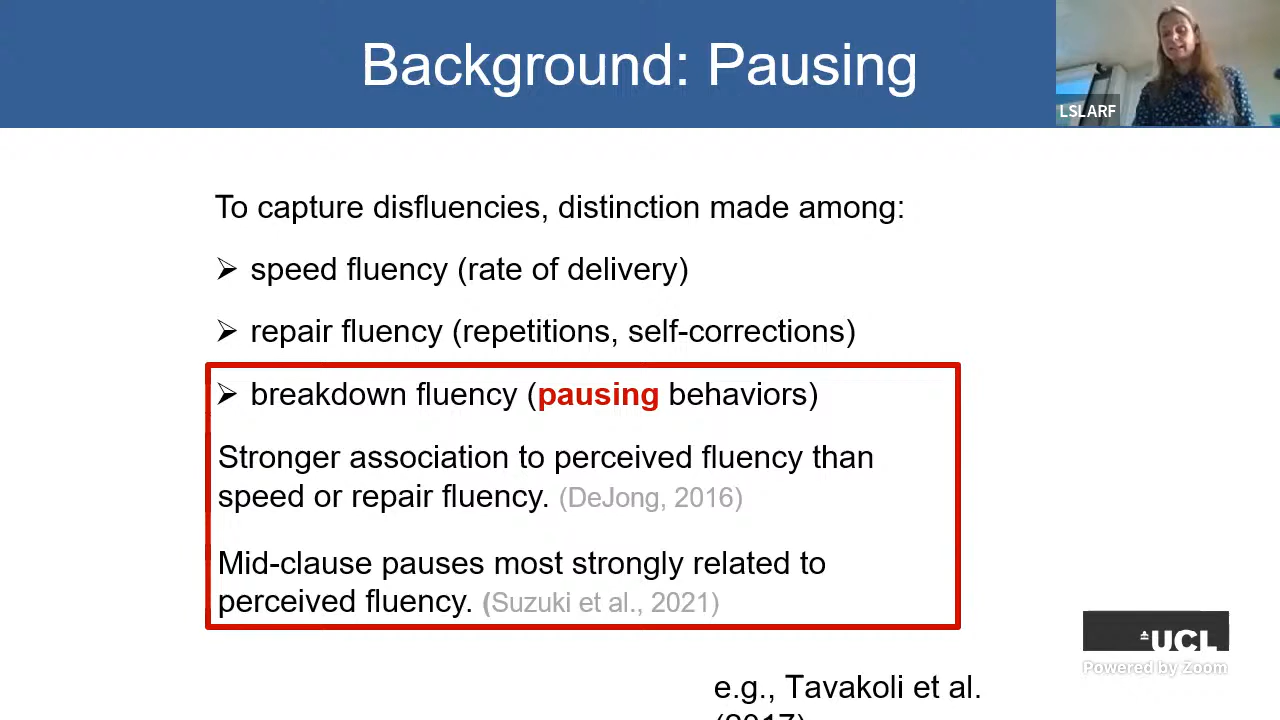 Background: Pausing
LSLARF
To capture disfluencies, distinction made among:
➢ speed fluency (rate of delivery)
➢ repair fluency (repetitions, self-corrections)
➢ breakdown fluency (pausing behaviors)
Stronger association to perceived fluency than
speed or repair fluency. (DeJong, 2016)
Mid-clause pauses most strongly related to
perceived fluency. (Suzuki et al., 2021)
UCL
Powered by Zoom
e.g., Tavakoli et al.
(2017)